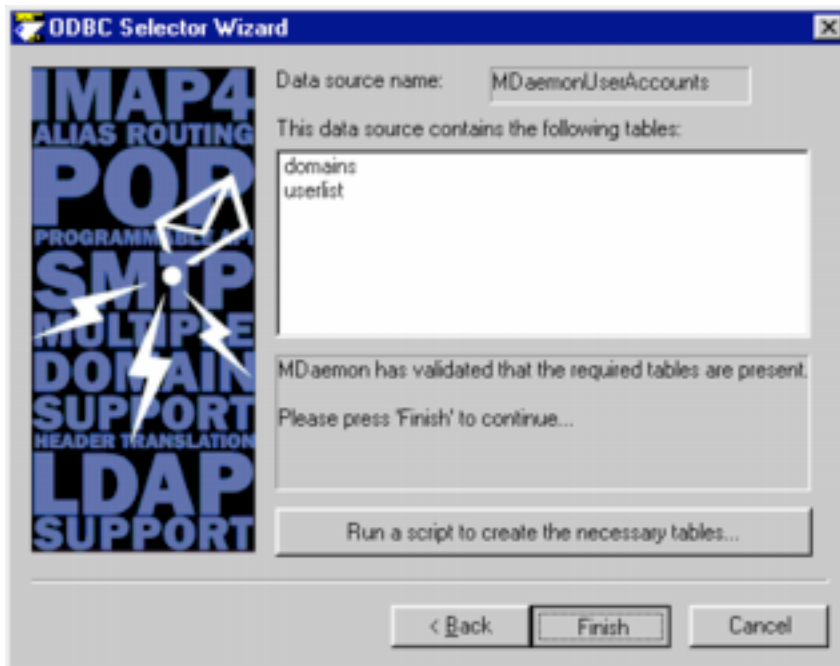 ODBC Selector Wizard
IMAP4
ALIAS ROUTING
POP
PROGRAMMABLE API
SMTP
MULTIPLE
DOMAIN
SUPPORT
HEADER TRANSLATION
LDAP
SUPPORT
Data source name: MDaemonUserAccounts
This data source contains the following tables:
domains
userlist
MDaemon has validated that the required tables are present.
Please press 'Finish' to continue...
Run a script to create the necessary tables...
< Back Finish Cancel